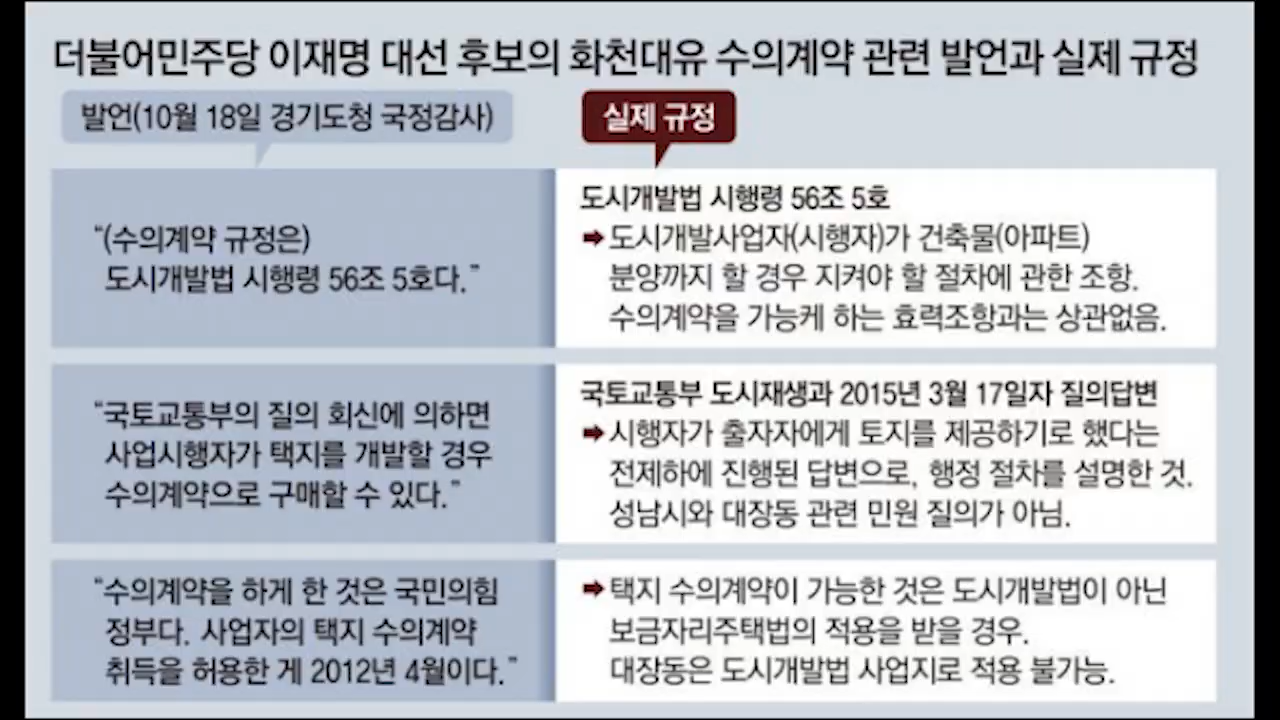 더불어민주당 이재명 대선 후보의 화천대유 수의계약 관련 발언과 실제 규정
발언(10월 18일 경기도청 국정감사)
실제 규정
“(수의계약 규정은)
도시개발법 시행령 56조 5호다.”
도시개발법 시행령 56조 5호
➡도시개발사업자(시행자)가 건축물(아파트)
분양까지 할 경우 지켜야 할 절차에 관한 조항.
수의계약을 가능케 하는 효력조항과는 상관없음.
“국토교통부의 질의 회신에 의하면
사업시행자가 택지를 개발할 경우
수의계약으로 구매할 수 있다.”
국토교통부 도시재생과 2015년 3월 17일자 질의답변
➡시행자가 출자자에게 토지를 제공하기로 했다는
전제하에 진행된 답변으로, 행정 절차를 설명한 것.
성남시와 대장동 관련 민원 질의가 아님.
“수의계약을 하게 한 것은 국민의힘
정부다. 사업자의 택지 수의계약
취득을 허용한 게 2012년 4월이다.”
➡택지 수의계약이 가능한 것은 도시개발법이 아닌
보금자리주택법의 적용을 받을 경우.
대장동은 도시개발법 사업지로 적용 불가능.